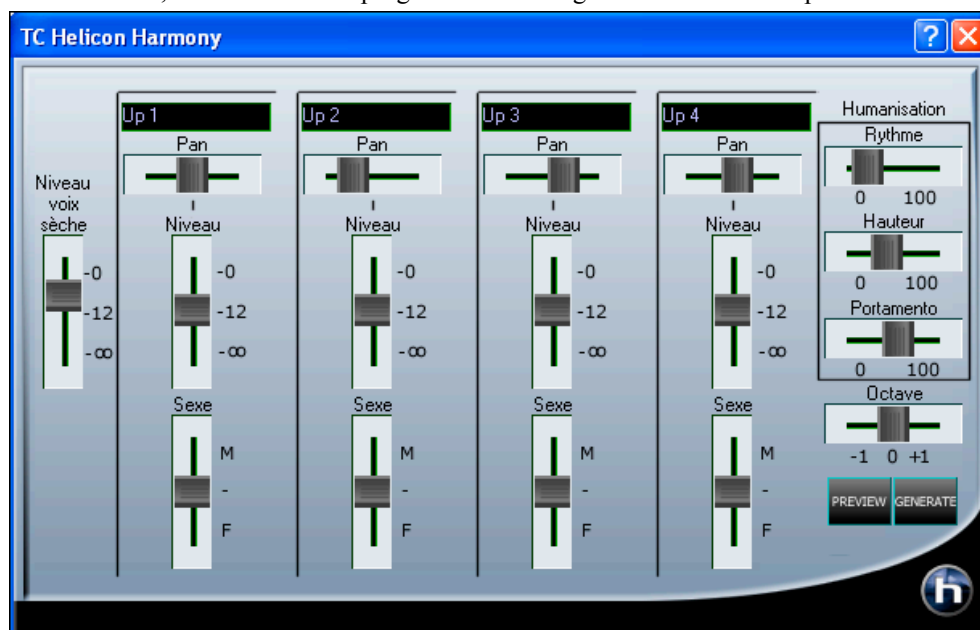 TC Helicon Harmony
Up 1
Up 2
Up 3
Up 4
Pan
Pan
Pan
Pan
Niveau
voix
sèche
-0
-12
-∞
Niveau
-0
-12
-∞
Niveau
-0
-12
-∞
Niveau
-0
-12
-∞
Niveau
-0
-12
-∞
Sexe
M
-
F
Sexe
M
-
F
Sexe
M
-
F
Sexe
M
-
F
Humanisation
Rythme
0 100
Hauteur
0 100
Portamento
0 100
Octave
-1 0 +1
PREVIEW GENERATE